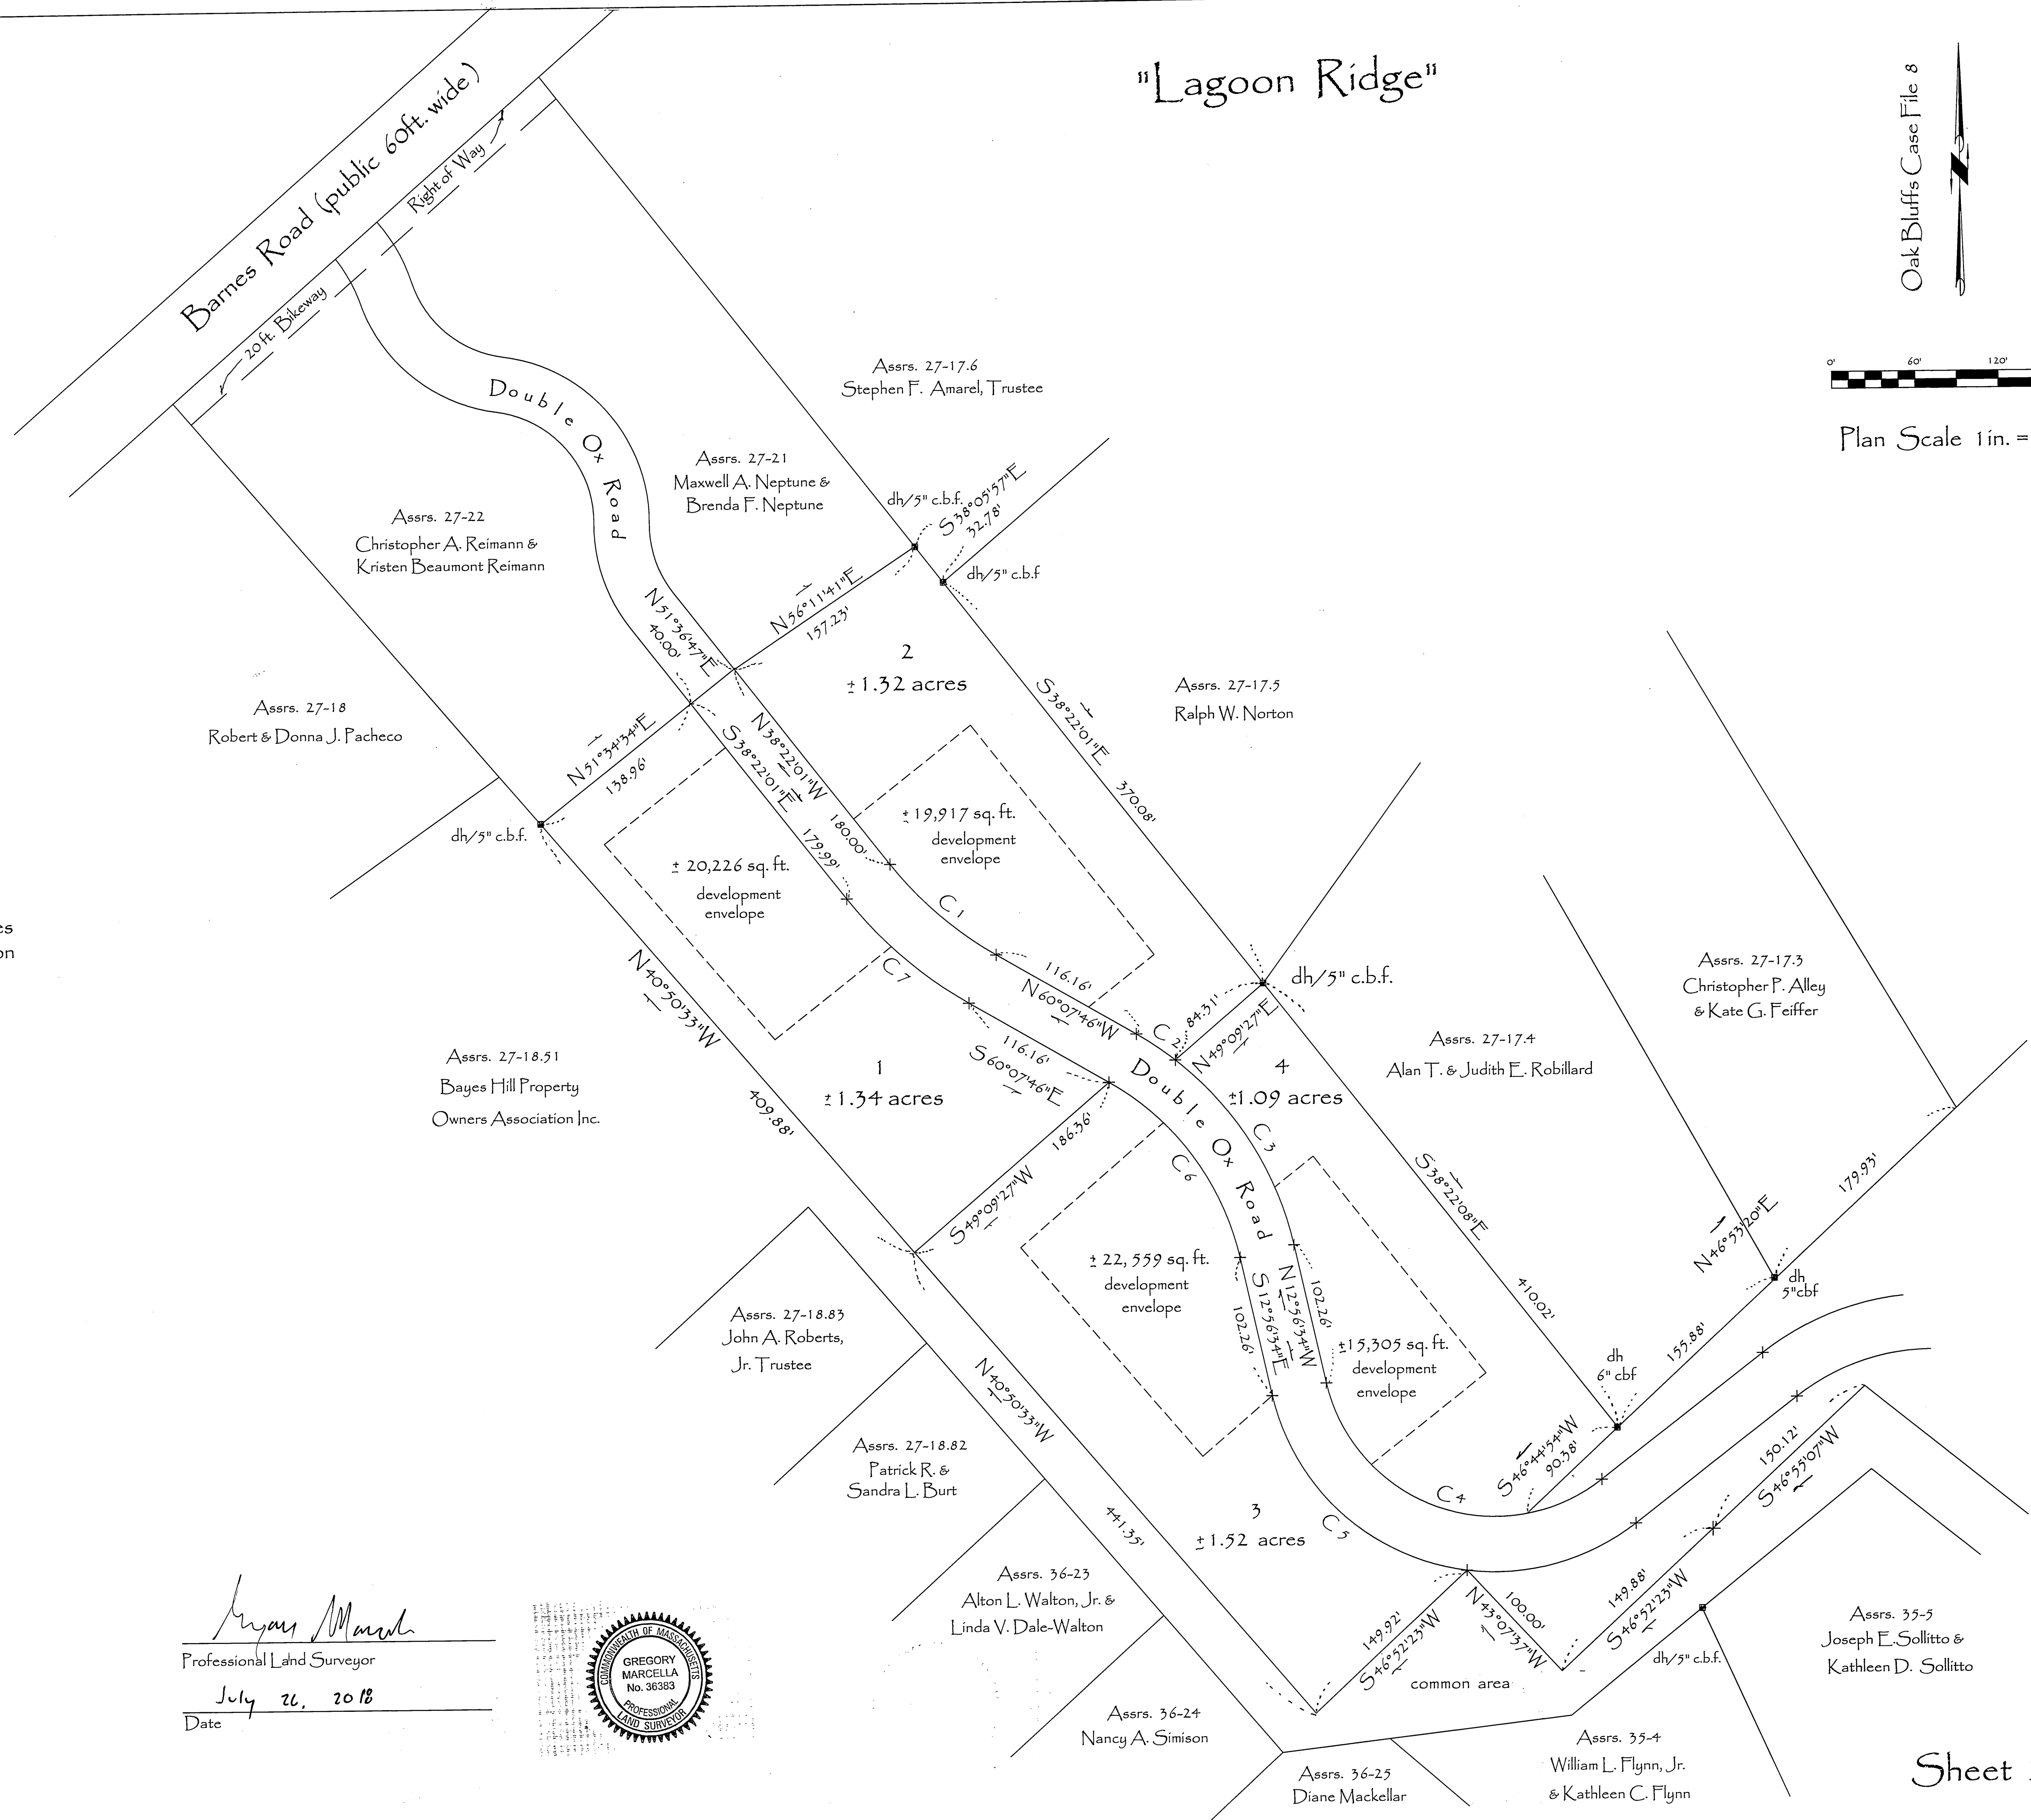 "Lagoon Ridge"
Oak Bluffs Case File 8
0' 60' 120'
Plan Scale 1in. =
Barnes Road (public 60ft. wide)
Right of Way
20ft. Bikeway
Double Ox Road
Assrs. 27-17.6
Stephen F. Amarel, Trustee
Assrs. 27-21
Maxwell A. Neptune &
Brenda F. Neptune
dh/5" c.b.f.
S38°05'57"E
32.78'
dh/5" c.b.f
Assrs. 27-22
Christopher A. Reimann &
Kristen Beaumont Reimann
N51°36'47"E
40.00'
N56°11'41"E
157.23'
2
±1.32 acres
S38°22'01"E
370.08'
Assrs. 27-17.5
Ralph W. Norton
Assrs. 27-18
Robert & Donna J. Pacheco
N51°34'34"E
138.96'
dh/5" c.b.f.
N38°22'01"W
180.00'
S38°22'01"E
179.99'
±19,917 sq. ft.
development
envelope
± 20,226 sq. ft.
development
envelope
C1
C7
es
on
N40°50'33"W
409.88'
116.16'
N60°07'46"W
C2
84.31'
N49°09'27"E
dh/5" c.b.f.
Assrs. 27-17.3
Christopher P. Alley
& Kate G. Feiffer
Assrs. 27-17.4
Alan T. & Judith E. Robillard
116.16'
S60°07'46"E
Assrs. 27-18.51
Bayes Hill Property
Owners Association Inc.
1
±1.34 acres
4
±1.09 acres
Double Ox Road
C3
C6
186.36'
S49°09'27"W
S38°22'08"E
410.02'
179.93'
N46°53'20"E
dh
5"cbf
155.88'
± 22,559 sq. ft.
development
envelope
S12°56'34"E
102.26'
N12°56'34"W
102.26'
±15,305 sq. ft.
development
envelope
dh
6" cbf
Assrs. 27-18.83
John A. Roberts,
Jr. Trustee
N40°50'33"W
441.35'
Assrs. 27-18.82
Patrick R. &
Sandra L. Burt
S46°44'54"W
90.38'
C4
C5
3
±1.52 acres
150.12'
S46°55'07"W
149.88'
S46°52'23"W
100.00'
N43°07'37"W
149.92'
S46°52'23"W
common area
dh/5" c.b.f.
Assrs. 36-23
Alton L. Walton, Jr. &
Linda V. Dale-Walton
Assrs. 35-5
Joseph E.Sollitto &
Kathleen D. Sollitto
Assrs. 36-24
Nancy A. Simison
Assrs. 35-4
William L. Flynn, Jr.
& Kathleen C. Flynn
Assrs. 36-25
Diane Mackellar
Professional Land Surveyor
July 26, 2018
Date
COMMONWEALTH OF MASSACHUSETTS
GREGORY
MARCELLA
No. 36383
PROFESSIONAL
LAND SURVEYOR
Sheet